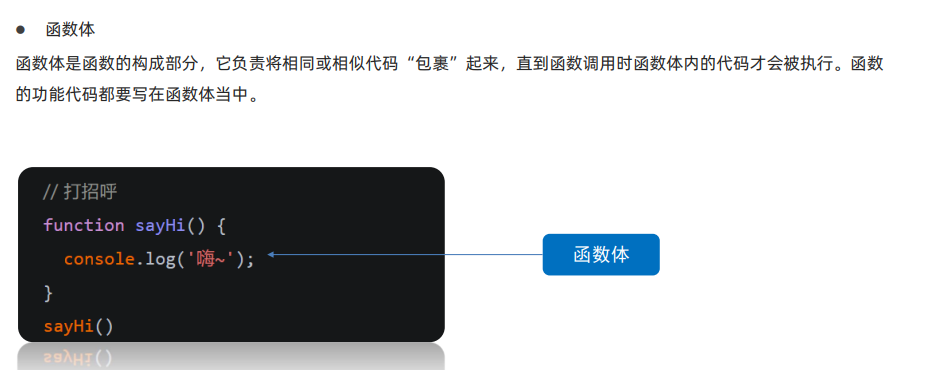 ● 函数体
函数体是函数的构成部分，它负责将相同或相似代码“包裹”起来，直到函数调用时函数体内的代码才会被执行。函数
的功能代码都要写在函数体当中。
// 打招呼
function sayHi() {
  console.log('嗨~');
}
sayHi()
函数体